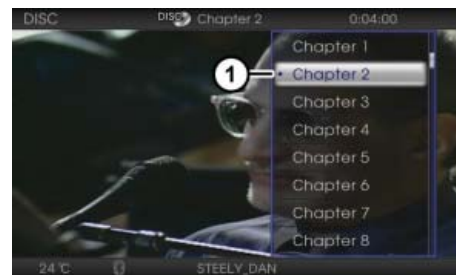 DISC DISC Chapter 2 0:04:00
Chapter 1
1 Chapter 2
Chapter 3
Chapter 4
Chapter 5
Chapter 6
Chapter 7
Chapter 8
24°C STEELY_DAN